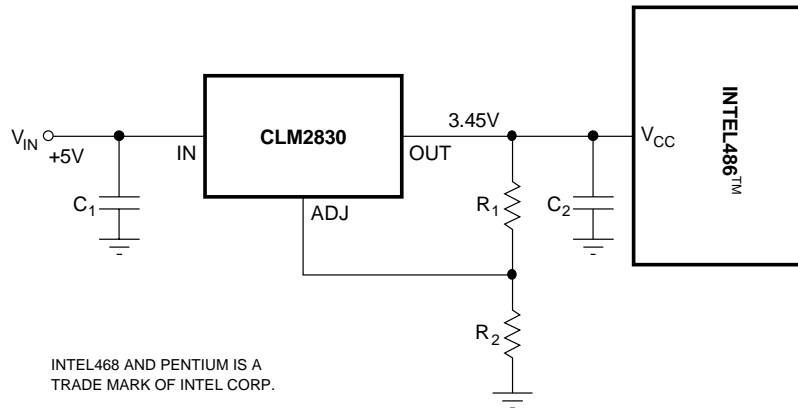 V_IN
+5V
C1
IN
CLM2830
ADJ
OUT
3.45V
R1
R2
C2
VCC
INTEL486™
INTEL468 AND PENTIUM IS A
TRADE MARK OF INTEL CORP.